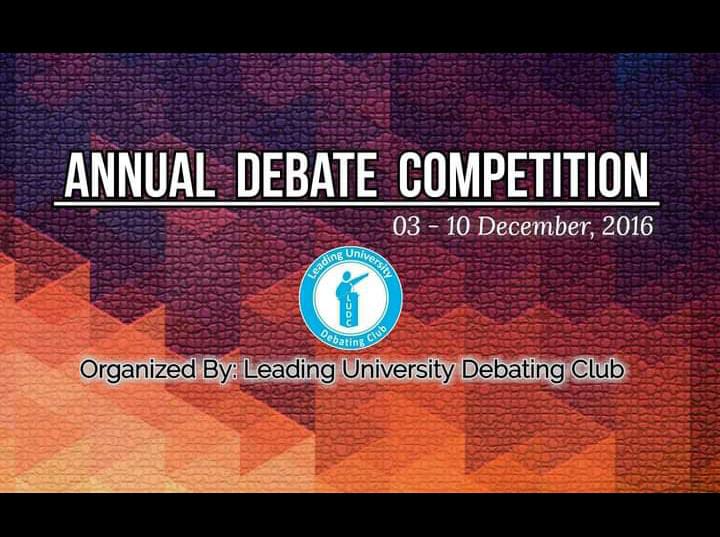 ANNUAL DEBATE COMPETITION
03 - 10 December, 2016
Leading University
LUDC
Debating Club
Organized By: Leading University Debating Club